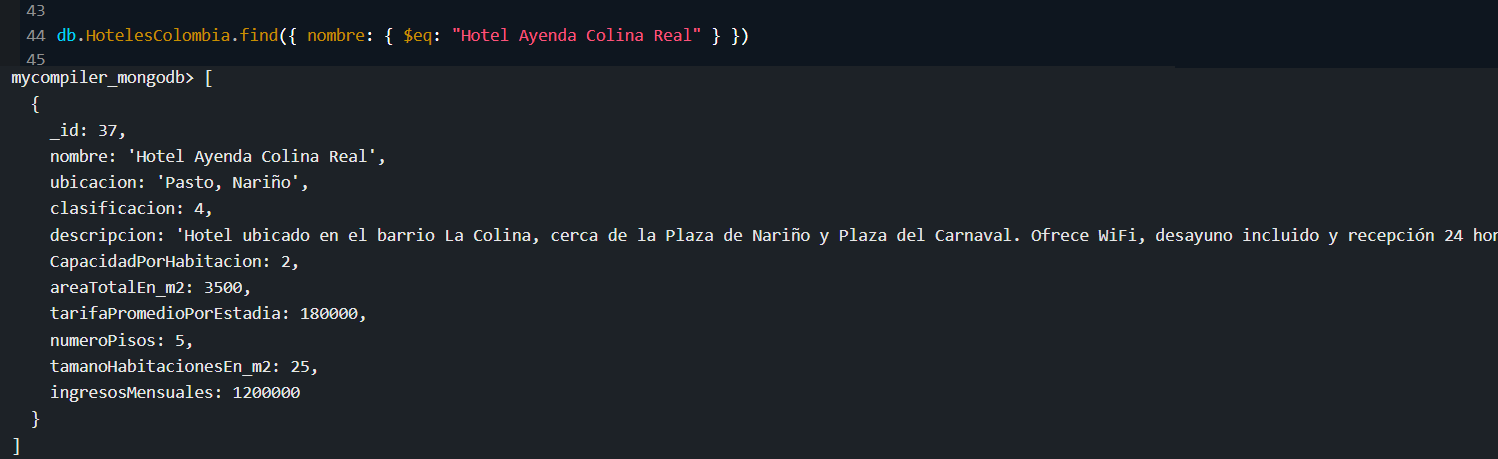 43
44 db.HotelesColombia.find({ nombre: { $eq: "Hotel Ayenda Colina Real" } })
45
mycompiler_mongodb> [
  {
    _id: 37,
    nombre: 'Hotel Ayenda Colina Real',
    ubicacion: 'Pasto, Nariño',
    clasificacion: 4,
    descripcion: 'Hotel ubicado en el barrio La Colina, cerca de la Plaza de Nariño y Plaza del Carnaval. Ofrece WiFi, desayuno incluido y recepción 24 hor
    CapacidadPorHabitacion: 2,
    areaTotalEn_m2: 3500,
    tarifaPromedioPorEstadia: 180000,
    numeroPisos: 5,
    tamanoHabitacionesEn_m2: 25,
    ingresosMensuales: 1200000
  }
]